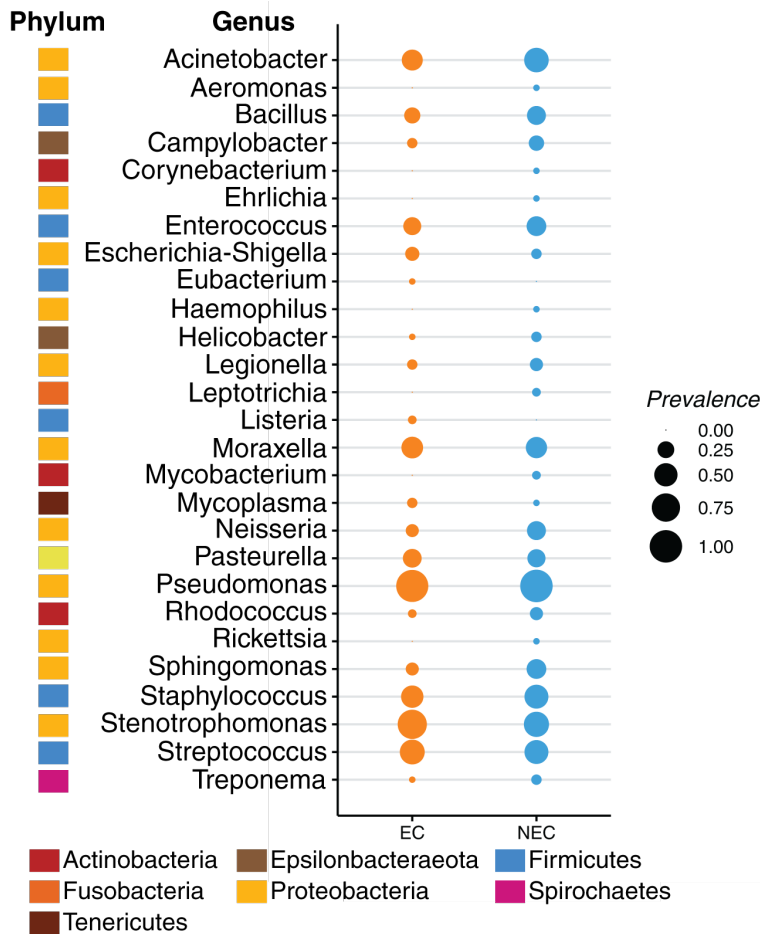 Phylum Genus
Acinetobacter
Aeromonas
Bacillus
Campylobacter
Corynebacterium
Ehrlichia
Enterococcus
Escherichia-Shigella
Eubacterium
Haemophilus
Helicobacter
Legionella
Leptotrichia
Listeria
Moraxella
Mycobacterium
Mycoplasma
Neisseria
Pasteurella
Pseudomonas
Rhodococcus
Rickettsia
Sphingomonas
Staphylococcus
Stenotrophomonas
Streptococcus
Treponema
EC NEC
Prevalence
0.00
0.25
0.50
0.75
1.00
Actinobacteria Epsilonbacteraeota Firmicutes
Fusobacteria Proteobacteria Spirochaetes
Tenericutes